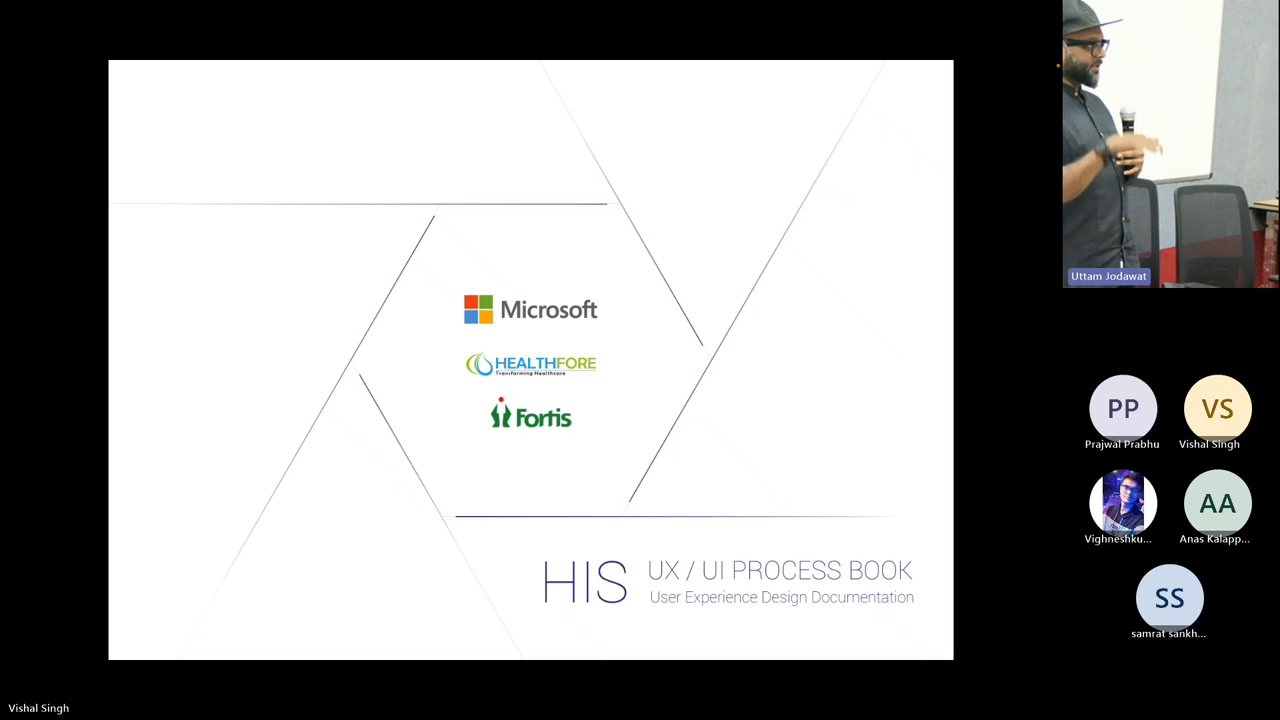 Microsoft
HEALTHFORE
Transforming Healthcare
Fortis
HIS
UX / UI PROCESS BOOK
User Experience Design Documentation
Uttam Jodawat
PP
Prajwal Prabhu
VS
Vishal Singh
Vighneshku...
AA
Anas Kalapp...
SS
samrat sankh...
Vishal Singh